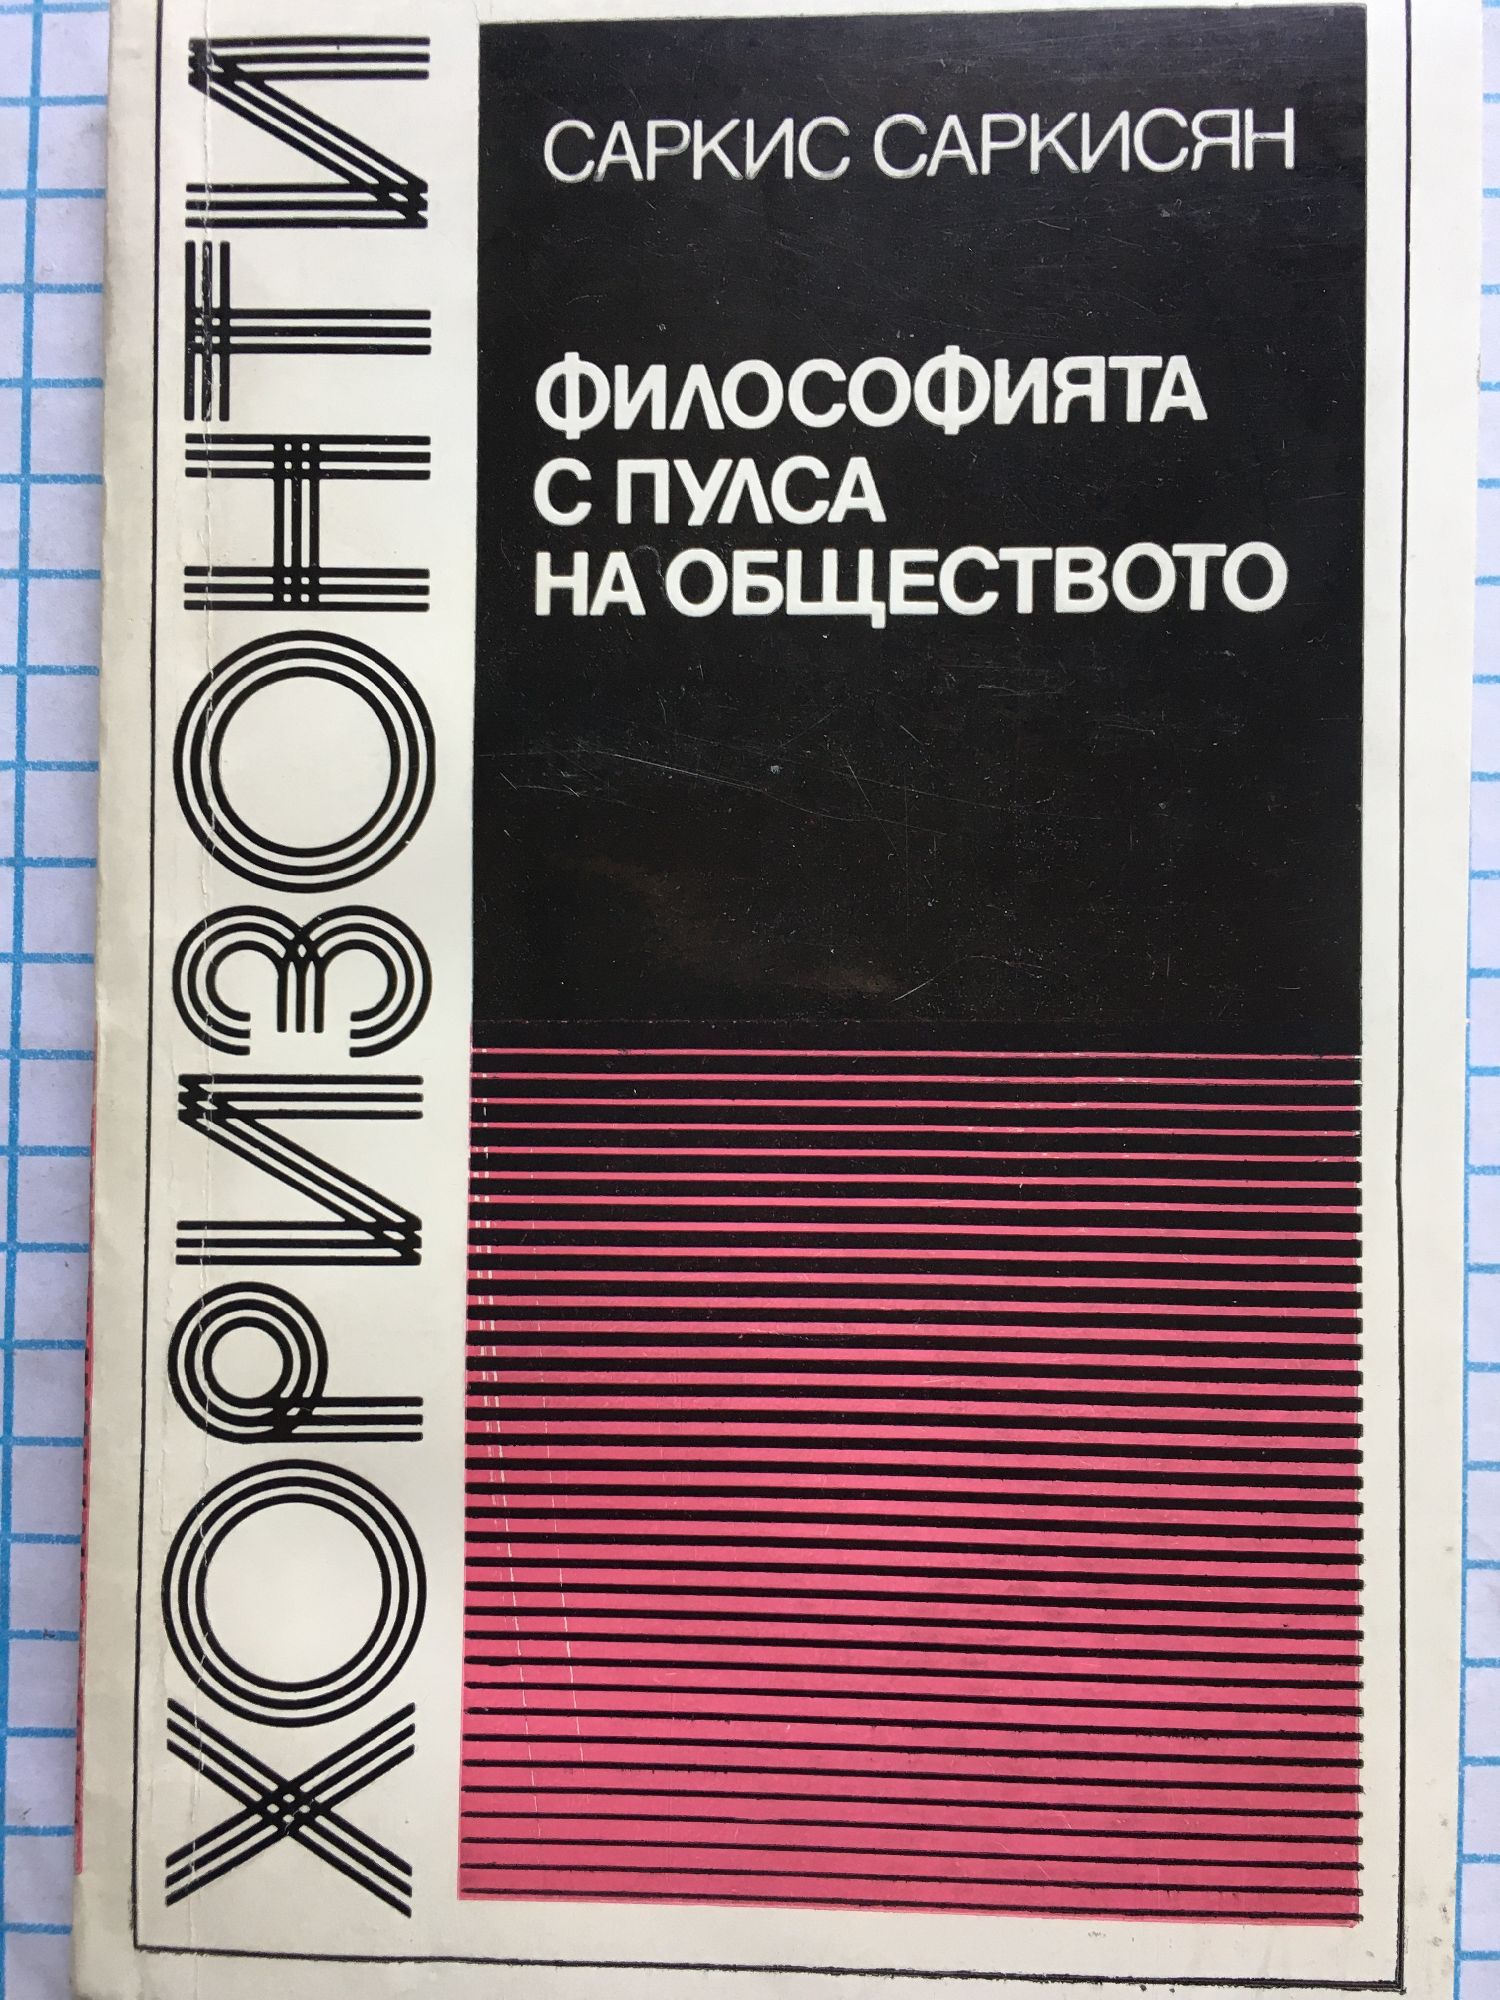 ХОРИЗОНТИ
САРКИС САРКИСЯН
ФИЛОСОФИЯТА
С ПУЛСА
НА ОБЩЕСТВОТО